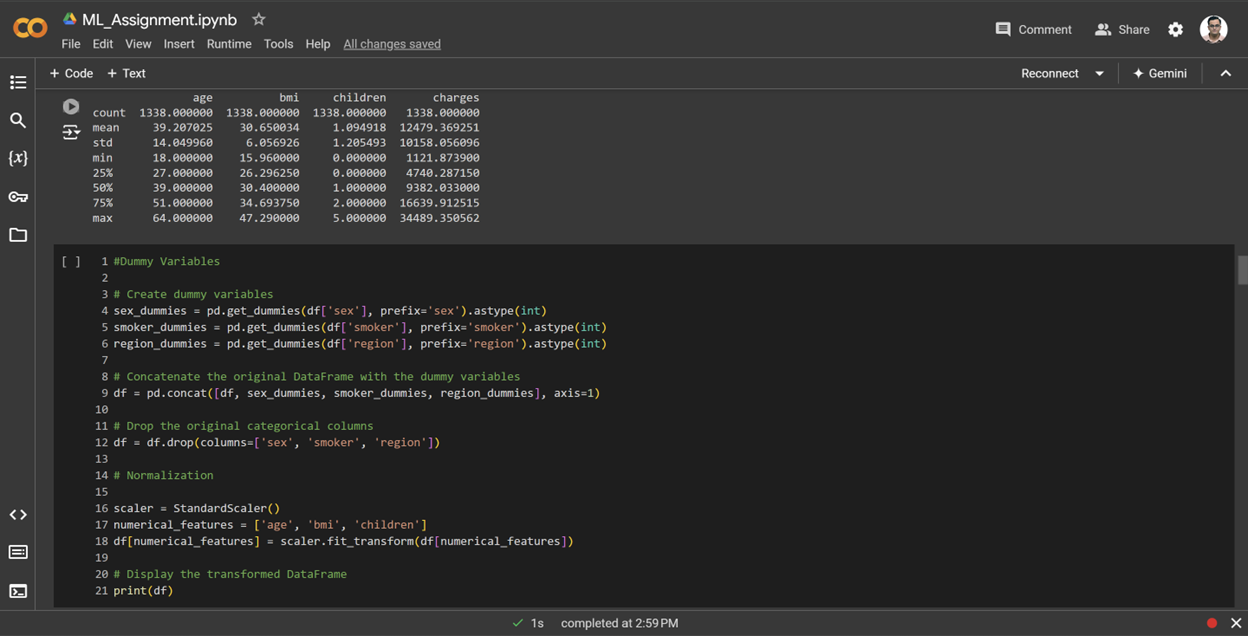 ML_Assignment.ipynb
File Edit View Insert Runtime Tools Help All changes saved
Comment Share
+ Code + Text
Reconnect Gemini
age bmi children charges
count 1338.000000 1338.000000 1338.000000 1338.000000
mean 39.207025 30.650034 1.094918 12479.369251
std 14.049960 6.056926 1.205493 10158.056096
min 18.000000 15.960000 0.000000 1121.873900
25% 27.000000 26.296250 0.000000 4740.287150
50% 39.000000 30.400000 1.000000 9382.033000
75% 51.000000 34.693750 2.000000 16639.912515
max 64.000000 47.290000 5.000000 34489.350562
[ ] 1 #Dummy Variables
2
3 # Create dummy variables
4 sex_dummies = pd.get_dummies(df['sex'], prefix='sex').astype(int)
5 smoker_dummies = pd.get_dummies(df['smoker'], prefix='smoker').astype(int)
6 region_dummies = pd.get_dummies(df['region'], prefix='region').astype(int)
7
8 # Concatenate the original DataFrame with the dummy variables
9 df = pd.concat([df, sex_dummies, smoker_dummies, region_dummies], axis=1)
10
11 # Drop the original categorical columns
12 df = df.drop(columns=['sex', 'smoker', 'region'])
13
14 # Normalization
15
16 scaler = StandardScaler()
17 numerical_features = ['age', 'bmi', 'children']
18 df[numerical_features] = scaler.fit_transform(df[numerical_features])
19
20 # Display the transformed DataFrame
21 print(df)
1s completed at 2:59 PM